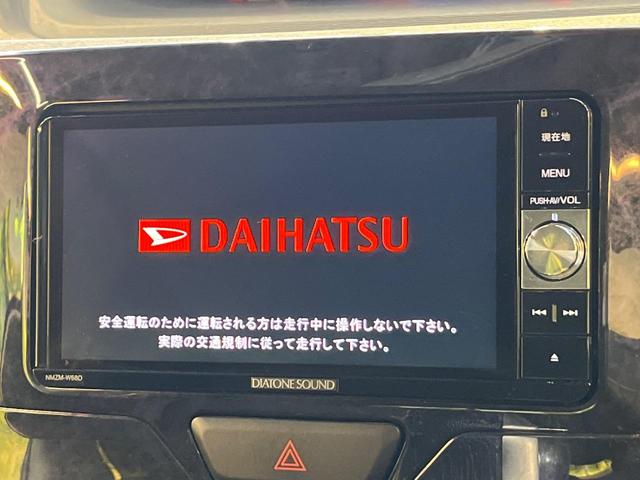 現在地
MENU
PUSH-AV/VOL
DAIHATSU
安全運転のために運転される方は走行中に操作しないで下さい。
実際の交通規制に従って走行して下さい。
NMZM-W68D
DIATONE SOUND